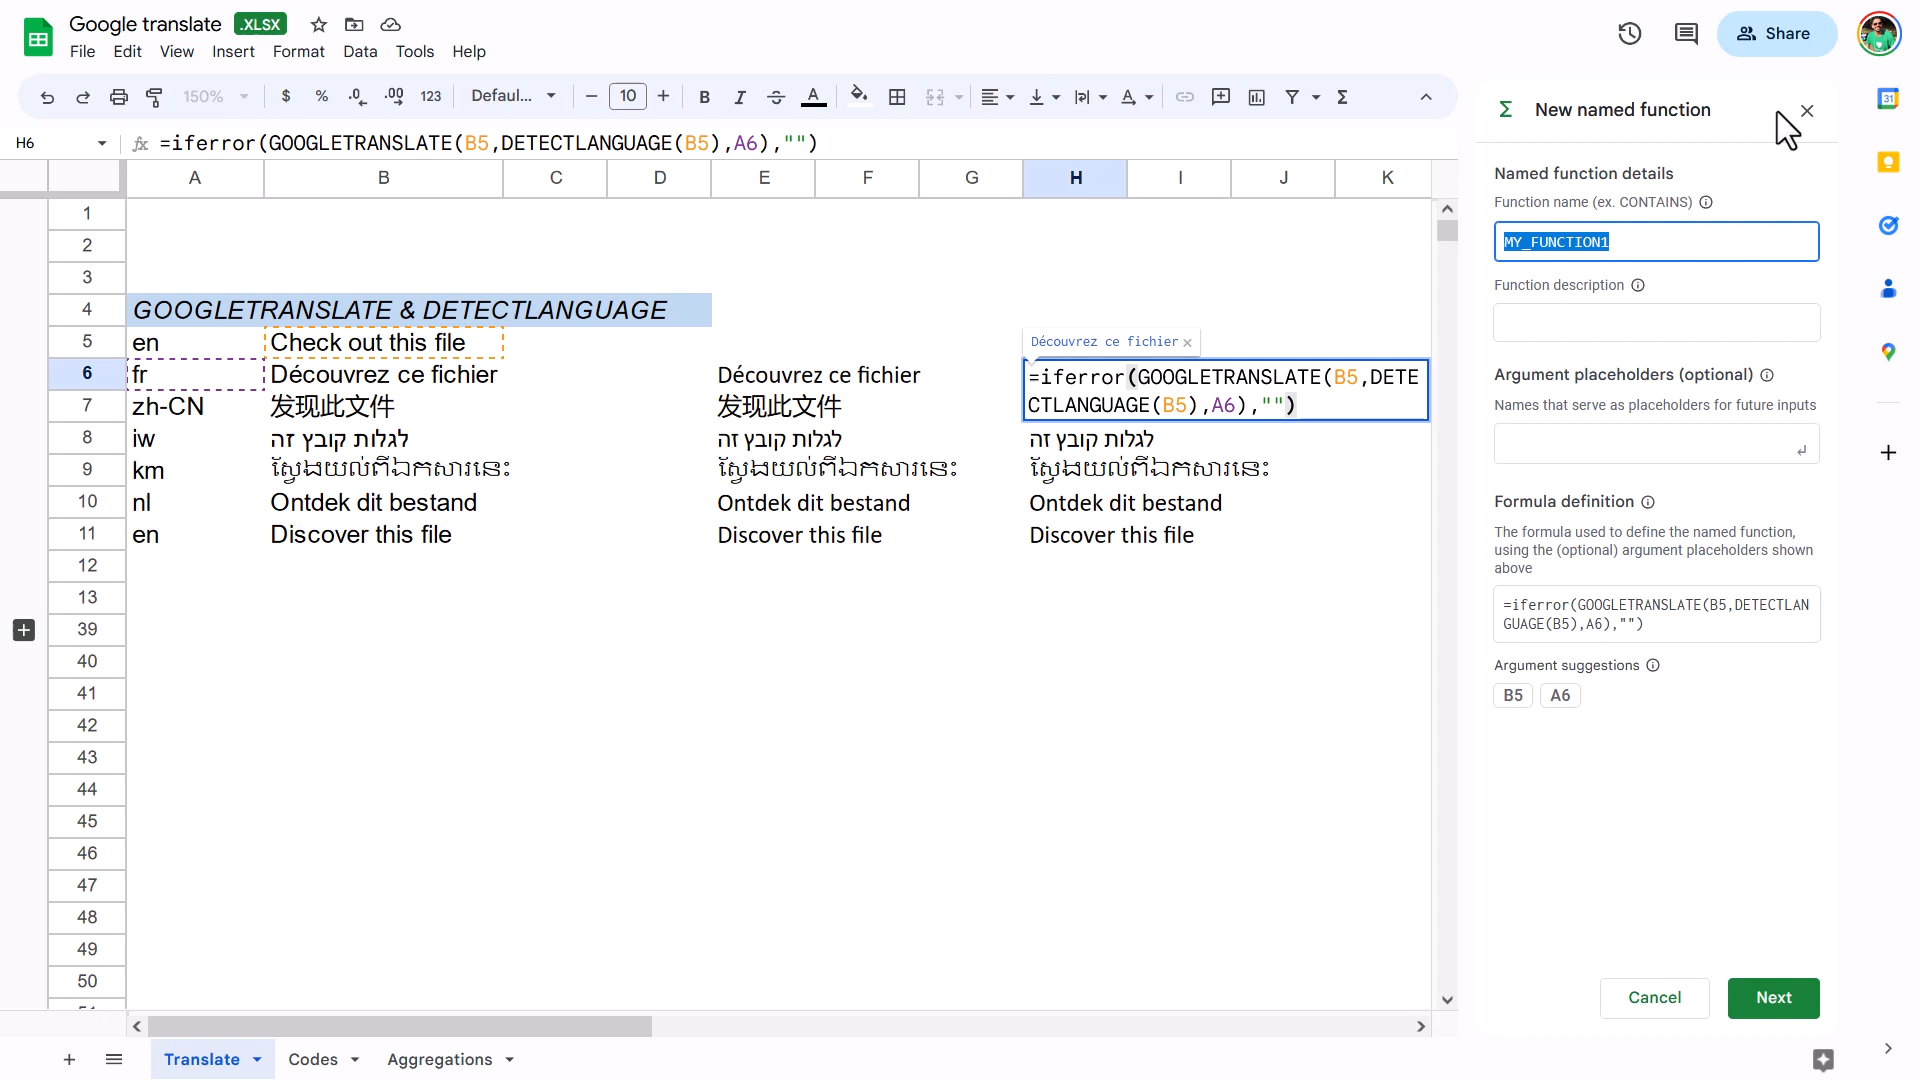 Google translate .XLSX
File Edit View Insert Format Data Tools Help
Share
150% $ % .0 .00 123 Defaul... 10 B I A
31
H6 fx =iferror(GOOGLETRANSLATE(B5,DETECTLANGUAGE(B5),A6),"")
A B C D E F G H I J K
1
2
3
4 GOOGLETRANSLATE & DETECTLANGUAGE
5 en Check out this file
Découvrez ce fichier ×
6 fr Découvrez ce fichier Découvrez ce fichier =iferror(GOOGLETRANSLATE(B5,DETE
CTLANGUAGE(B5),A6),"")
7 zh-CN 发现此文件 发现此文件
8 iw לגלות קובץ זה לגלות קובץ זה לגלות קובץ זה
9 km ស្វែងយល់ពីឯកសារនេះ ស្វែងយល់ពីឯកសារនេះ ស្វែងយល់ពីឯកសារនេះ
10 nl Ontdek dit bestand Ontdek dit bestand Ontdek dit bestand
11 en Discover this file Discover this file Discover this file
12
13
39
40
41
42
43
44
45
46
47
48
49
50
New named function
Named function details
Function name (ex. CONTAINS)
MY_FUNCTION1
Function description
Argument placeholders (optional)
Names that serve as placeholders for future inputs
Formula definition
The formula used to define the named function,
using the (optional) argument placeholders shown
above
=iferror(GOOGLETRANSLATE(B5,DETECTLAN
GUAGE(B5),A6),"")
Argument suggestions
B5 A6
Cancel Next
Translate Codes Aggregations